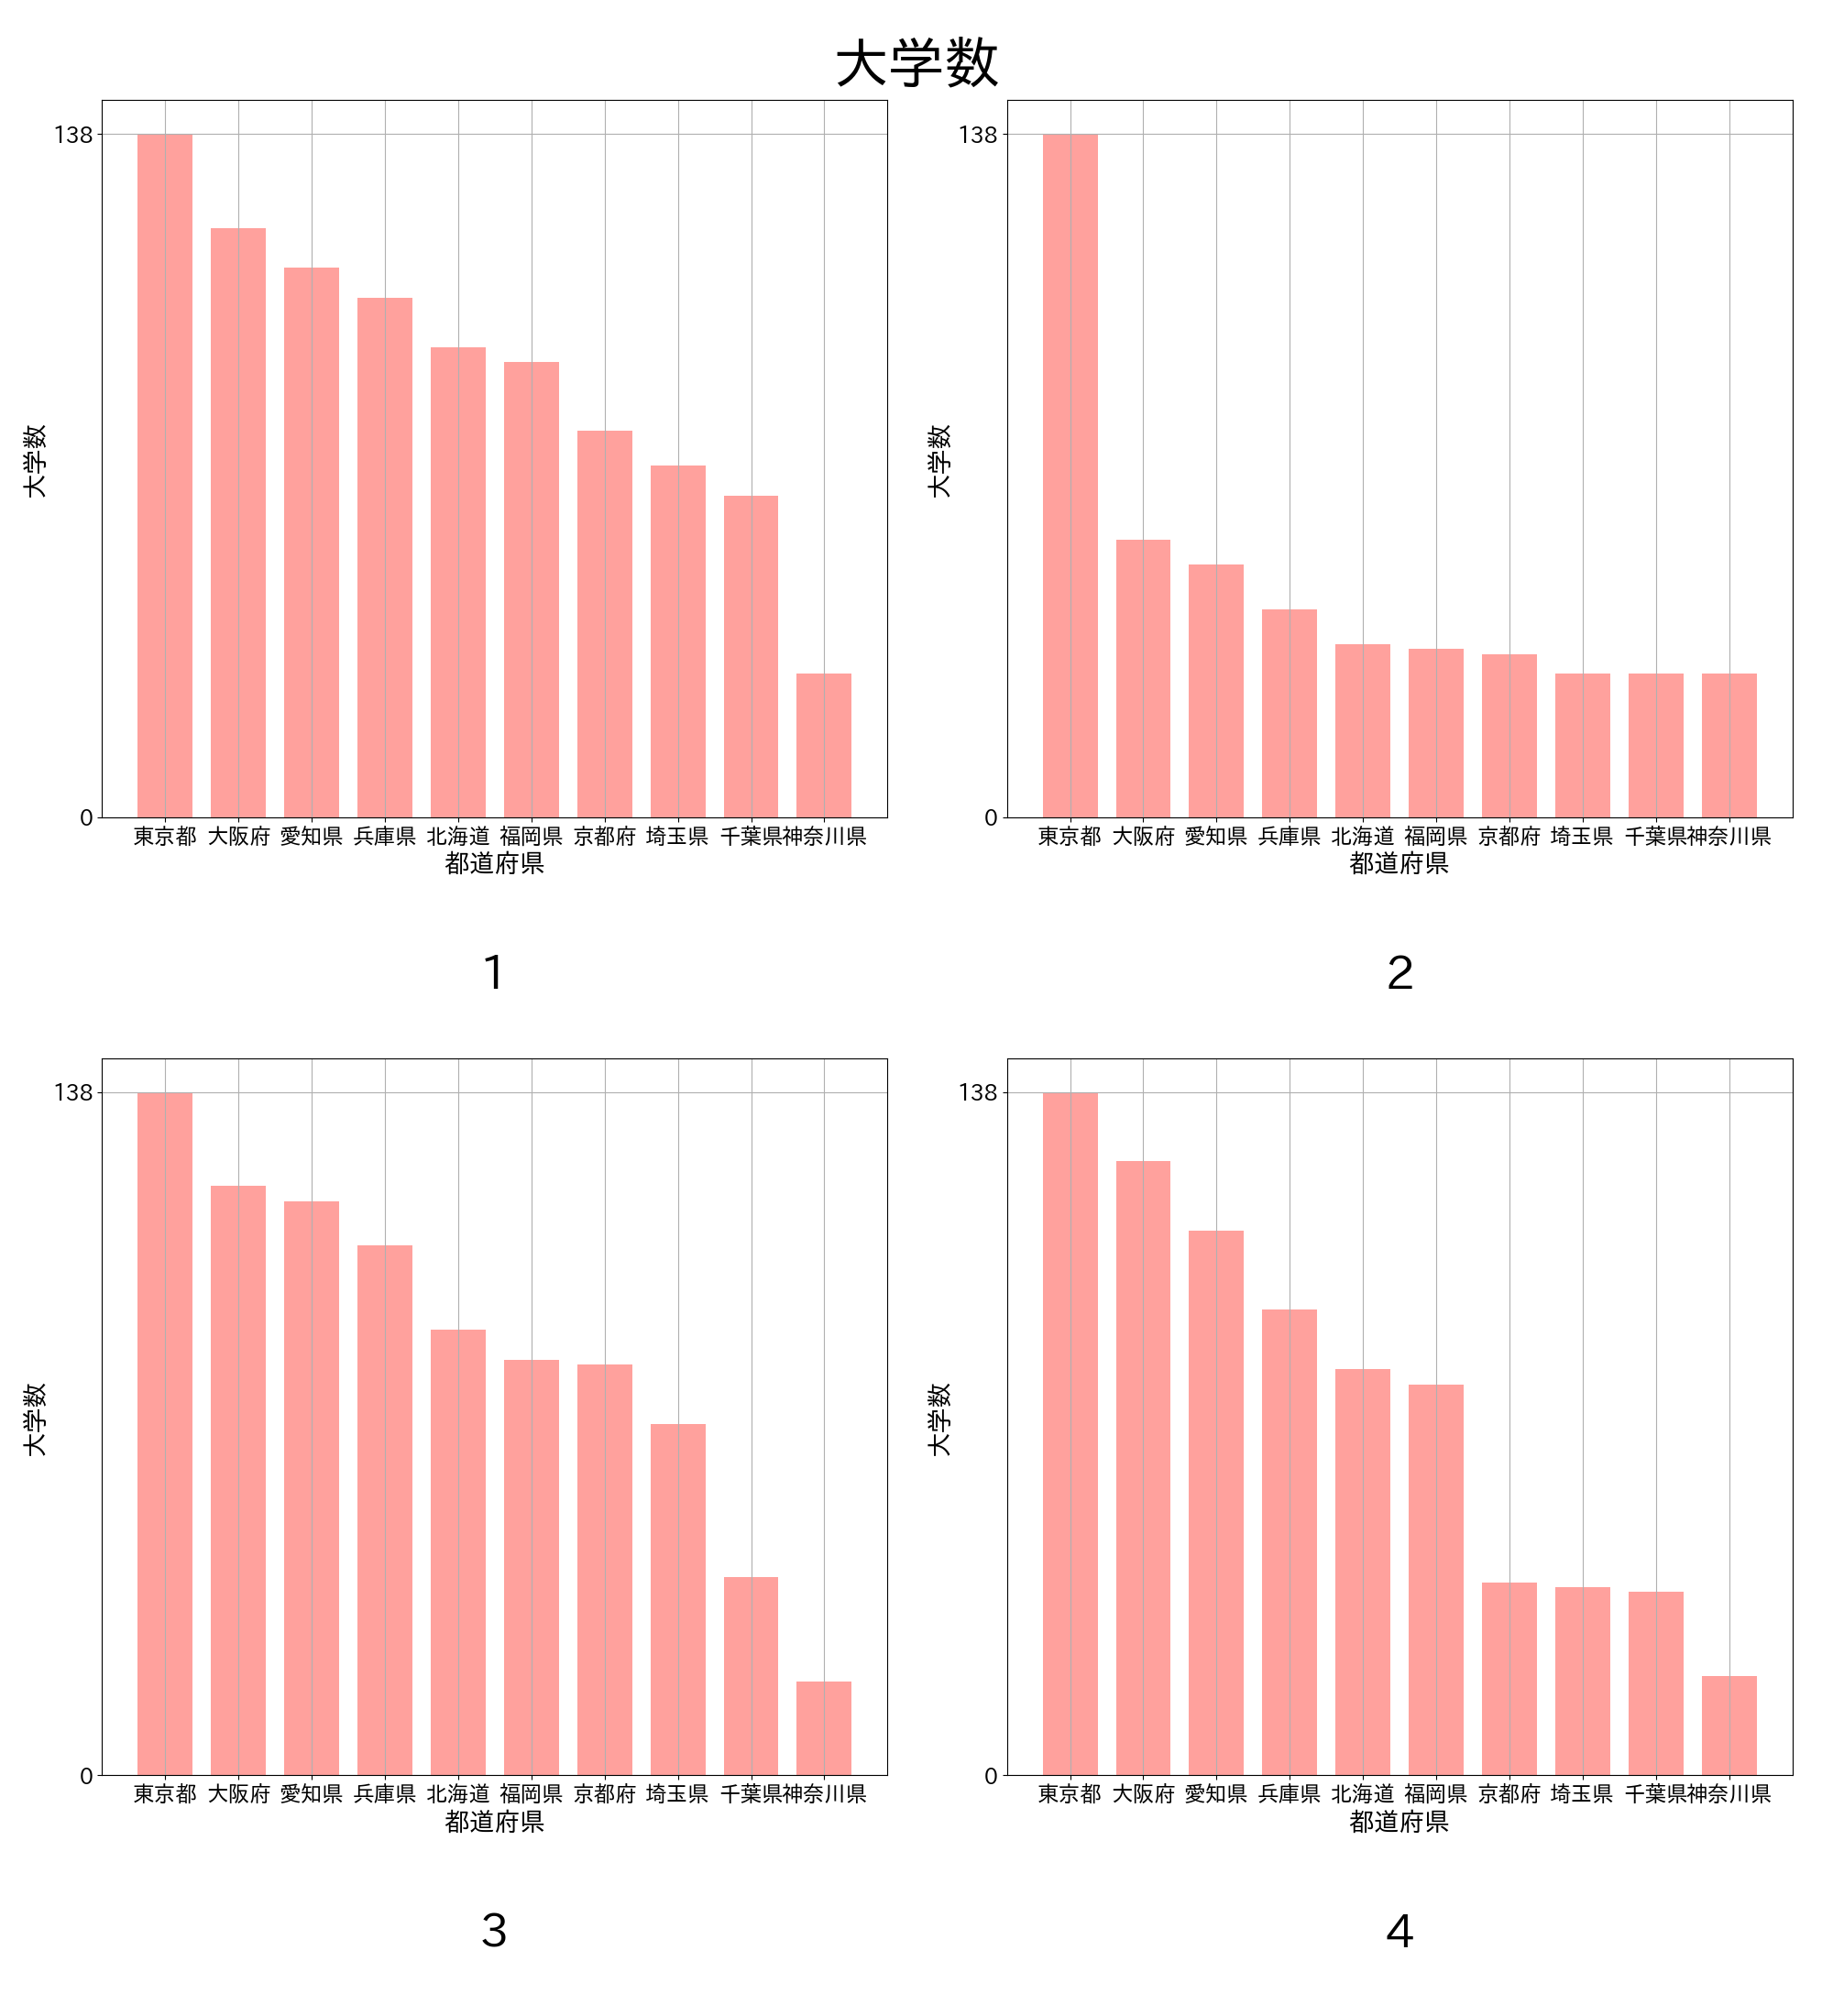 大学数
138
0
大学数
東京都 大阪府 愛知県 兵庫県 北海道 福岡県 京都府 埼玉県 千葉県 神奈川県
都道府県
1
138
0
大学数
東京都 大阪府 愛知県 兵庫県 北海道 福岡県 京都府 埼玉県 千葉県 神奈川県
都道府県
2
138
0
大学数
東京都 大阪府 愛知県 兵庫県 北海道 福岡県 京都府 埼玉県 千葉県 神奈川県
都道府県
3
138
0
大学数
東京都 大阪府 愛知県 兵庫県 北海道 福岡県 京都府 埼玉県 千葉県 神奈川県
都道府県
4